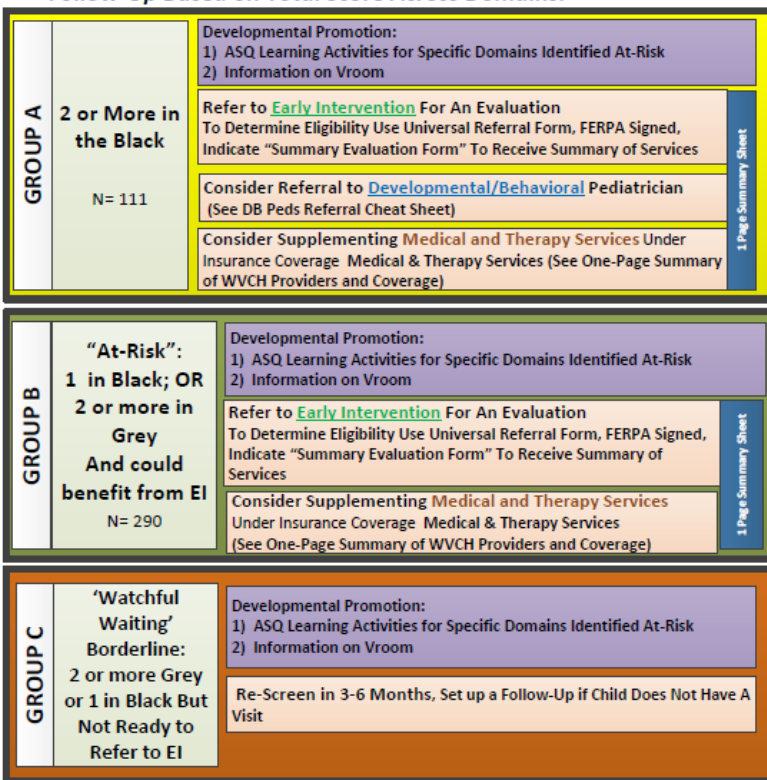 GROUP A
2 or More in
the Black
N= 111
Developmental Promotion:
1) ASQ Learning Activities for Specific Domains Identified At-Risk
2) Information on Vroom
Refer to Early Intervention For An Evaluation
To Determine Eligibility Use Universal Referral Form, FERPA Signed,
Indicate “Summary Evaluation Form” To Receive Summary of Services
Consider Referral to Developmental/Behavioral Pediatrician
(See DB Peds Referral Cheat Sheet)
Consider Supplementing Medical and Therapy Services Under
Insurance Coverage Medical & Therapy Services (See One-Page Summary
of WVCH Providers and Coverage)
1 Page Summary Sheet
GROUP B
“At-Risk”:
1 in Black; OR
2 or more in
Grey
And could
benefit from EI
N= 290
Developmental Promotion:
1) ASQ Learning Activities for Specific Domains Identified At-Risk
2) Information on Vroom
Refer to Early Intervention For An Evaluation
To Determine Eligibility Use Universal Referral Form, FERPA Signed,
Indicate “Summary Evaluation Form” To Receive Summary of
Services
Consider Supplementing Medical and Therapy Services
Under Insurance Coverage Medical & Therapy Services
(See One-Page Summary of WVCH Providers and Coverage)
1 Page Summary Sheet
GROUP C
‘Watchful
Waiting’
Borderline:
2 or more Grey
or 1 in Black But
Not Ready to
Refer to EI
Developmental Promotion:
1) ASQ Learning Activities for Specific Domains Identified At-Risk
2) Information on Vroom
Re-Screen in 3-6 Months, Set up a Follow-Up if Child Does Not Have A
Visit